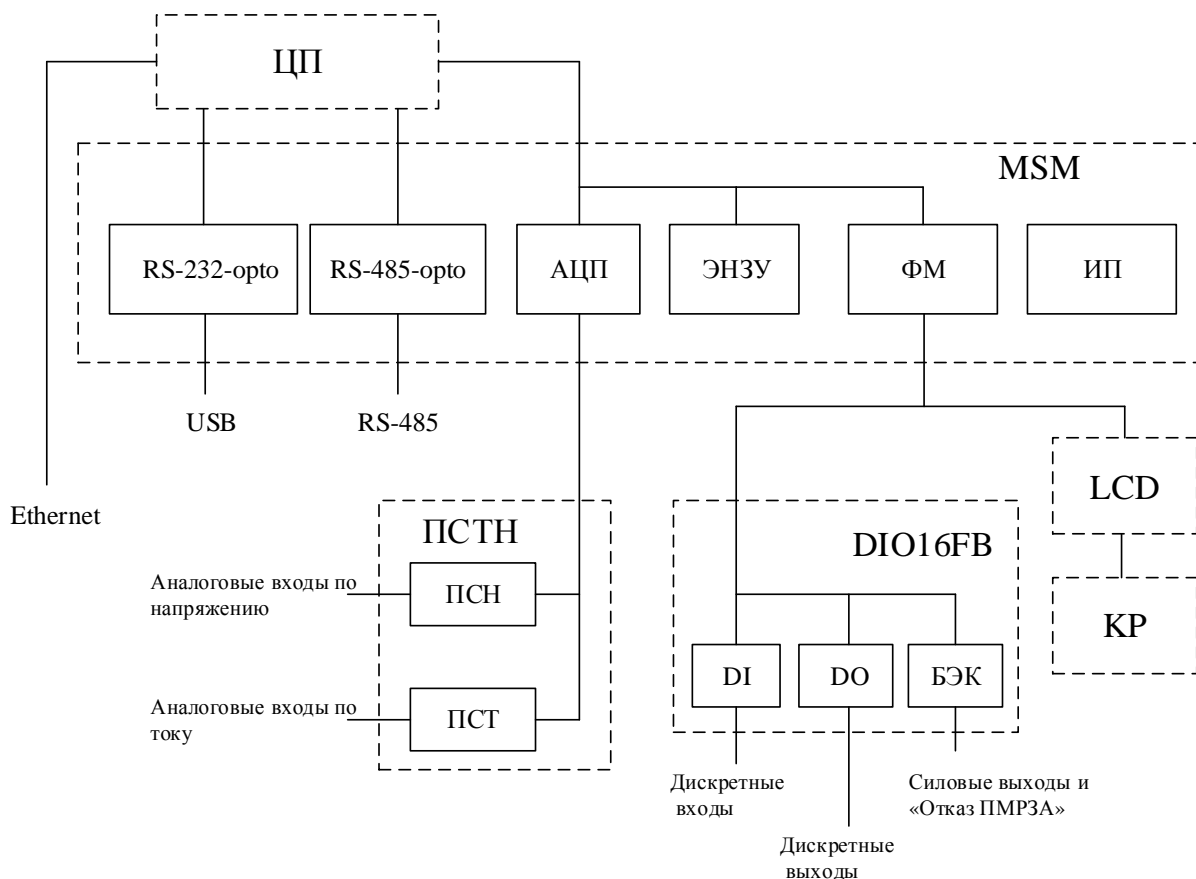 ЦП
MSM
RS-232-opto
RS-485-opto
АЦП
ЭНЗУ
ФМ
ИП
USB
RS-485
Ethernet
LCD
ПСТН
DIO16FB
Аналоговые входы по
напряжению
ПСН
KP
DI
DO
БЭК
Аналоговые входы по
току
ПСТ
Дискретные
входы
Силовые выходы и
«Отказ ПМРЗА»
Дискретные
выходы